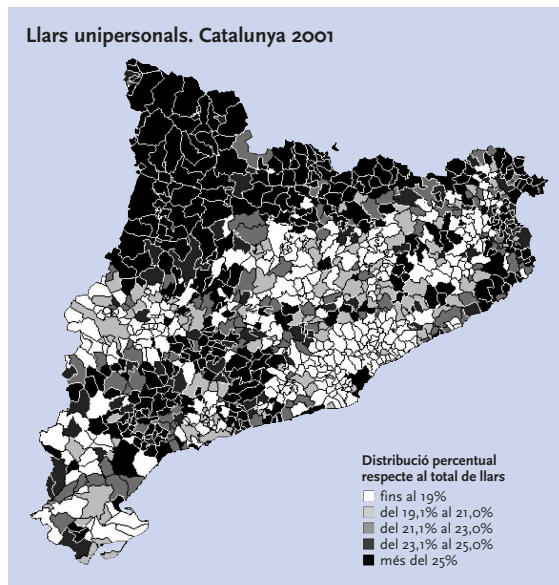 Llars unipersonals. Catalunya 2001
Distribució percentual
respecte al total de llars
fins al 19%
del 19,1% al 21,0%
del 21,1% al 23,0%
del 23,1% al 25,0%
més del 25%